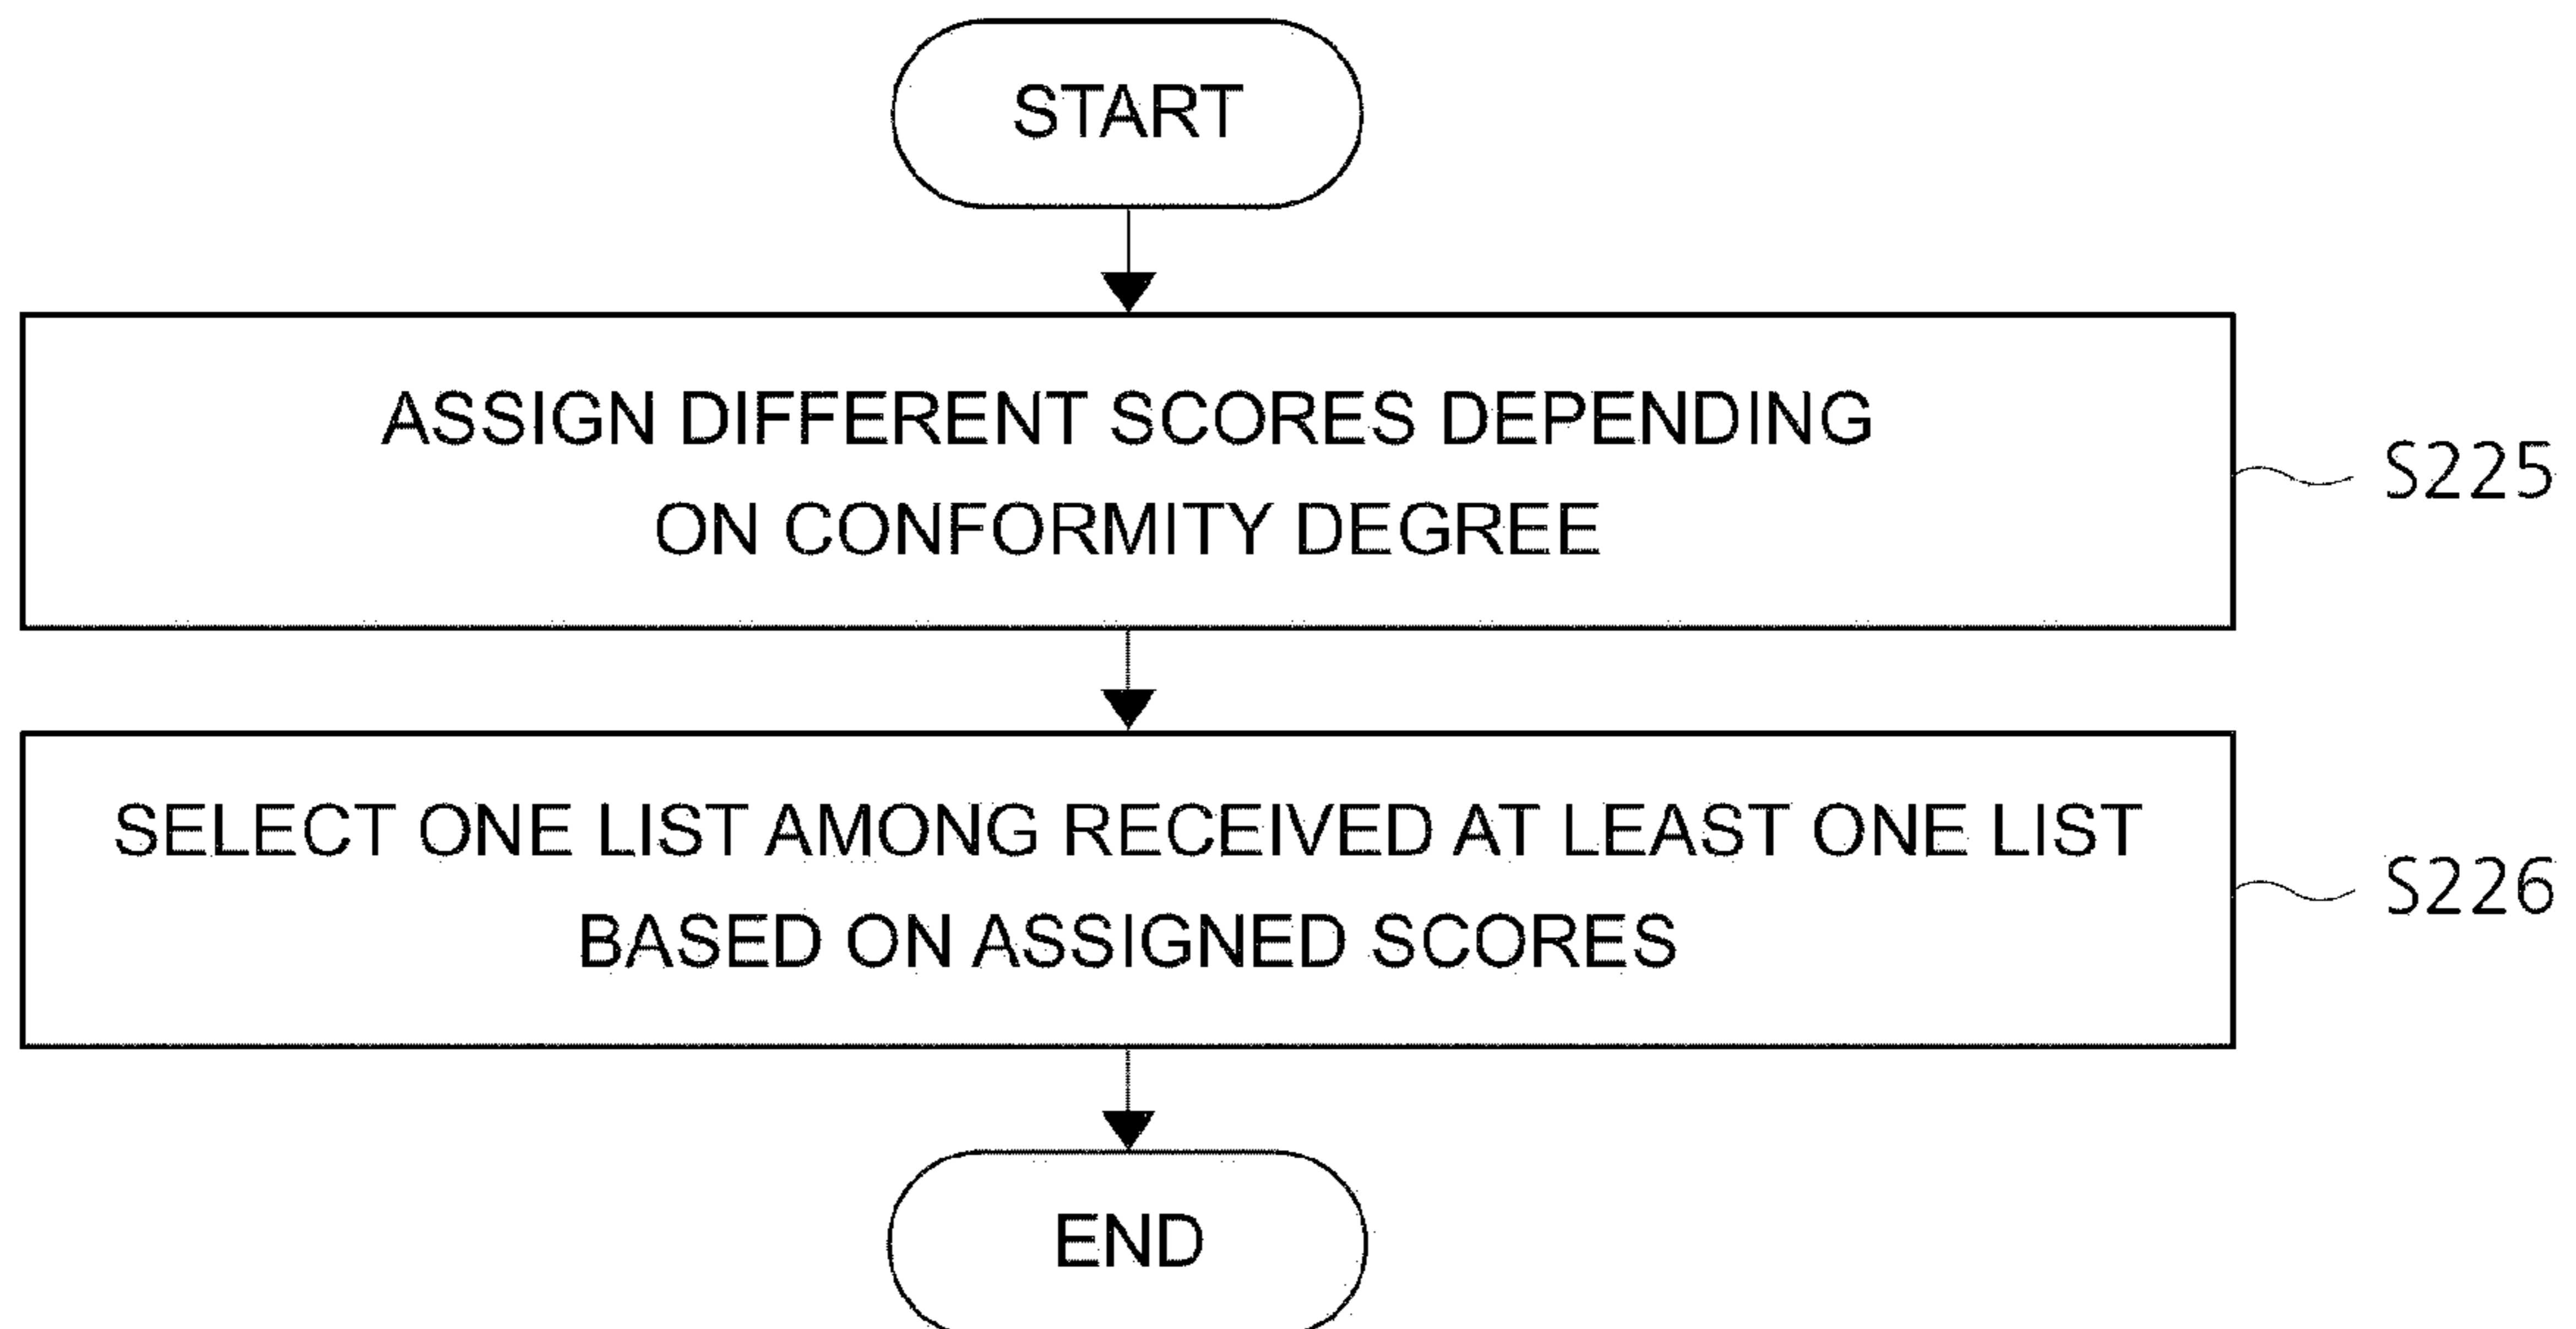 START
ASSIGN DIFFERENT SCORES DEPENDING
ON CONFORMITY DEGREE
S225
SELECT ONE LIST AMONG RECEIVED AT LEAST ONE LIST
BASED ON ASSIGNED SCORES
S226
END